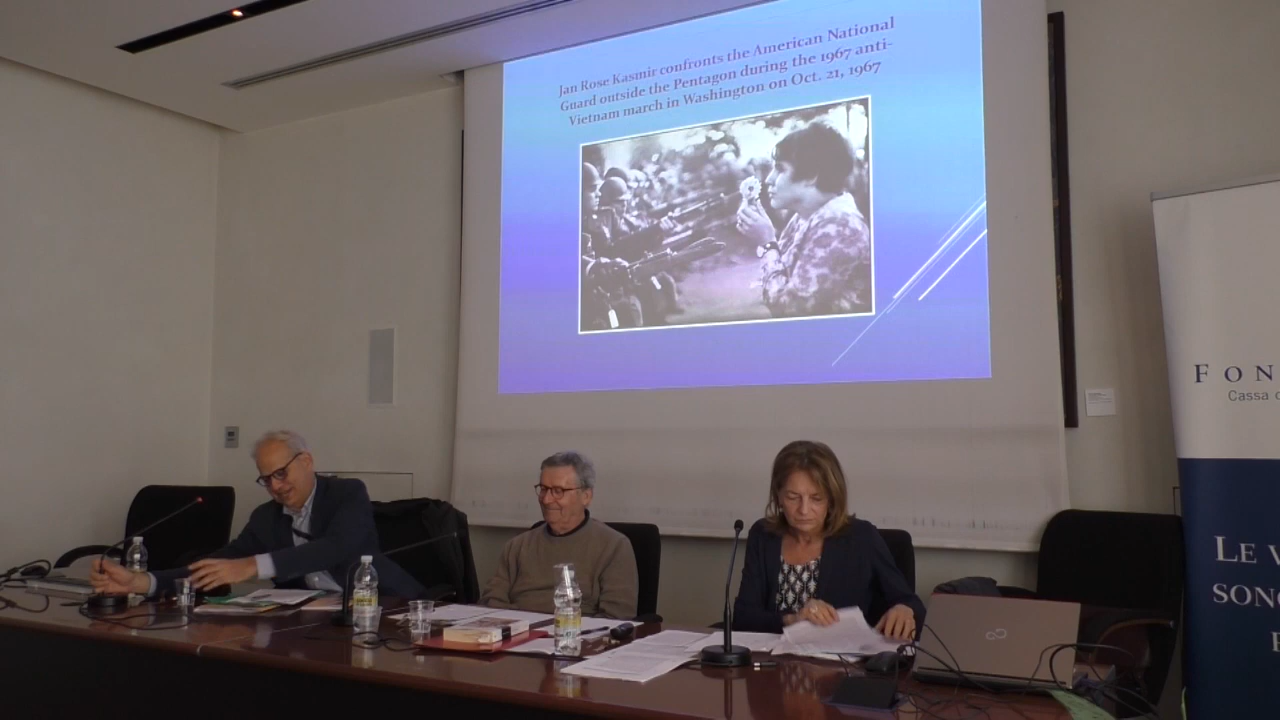 Jan Rose Kasmir confronts the American National
Guard outside the Pentagon during the 1967 anti-
Vietnam march in Washington on Oct. 21, 1967
FON
Cassa
LE
SON